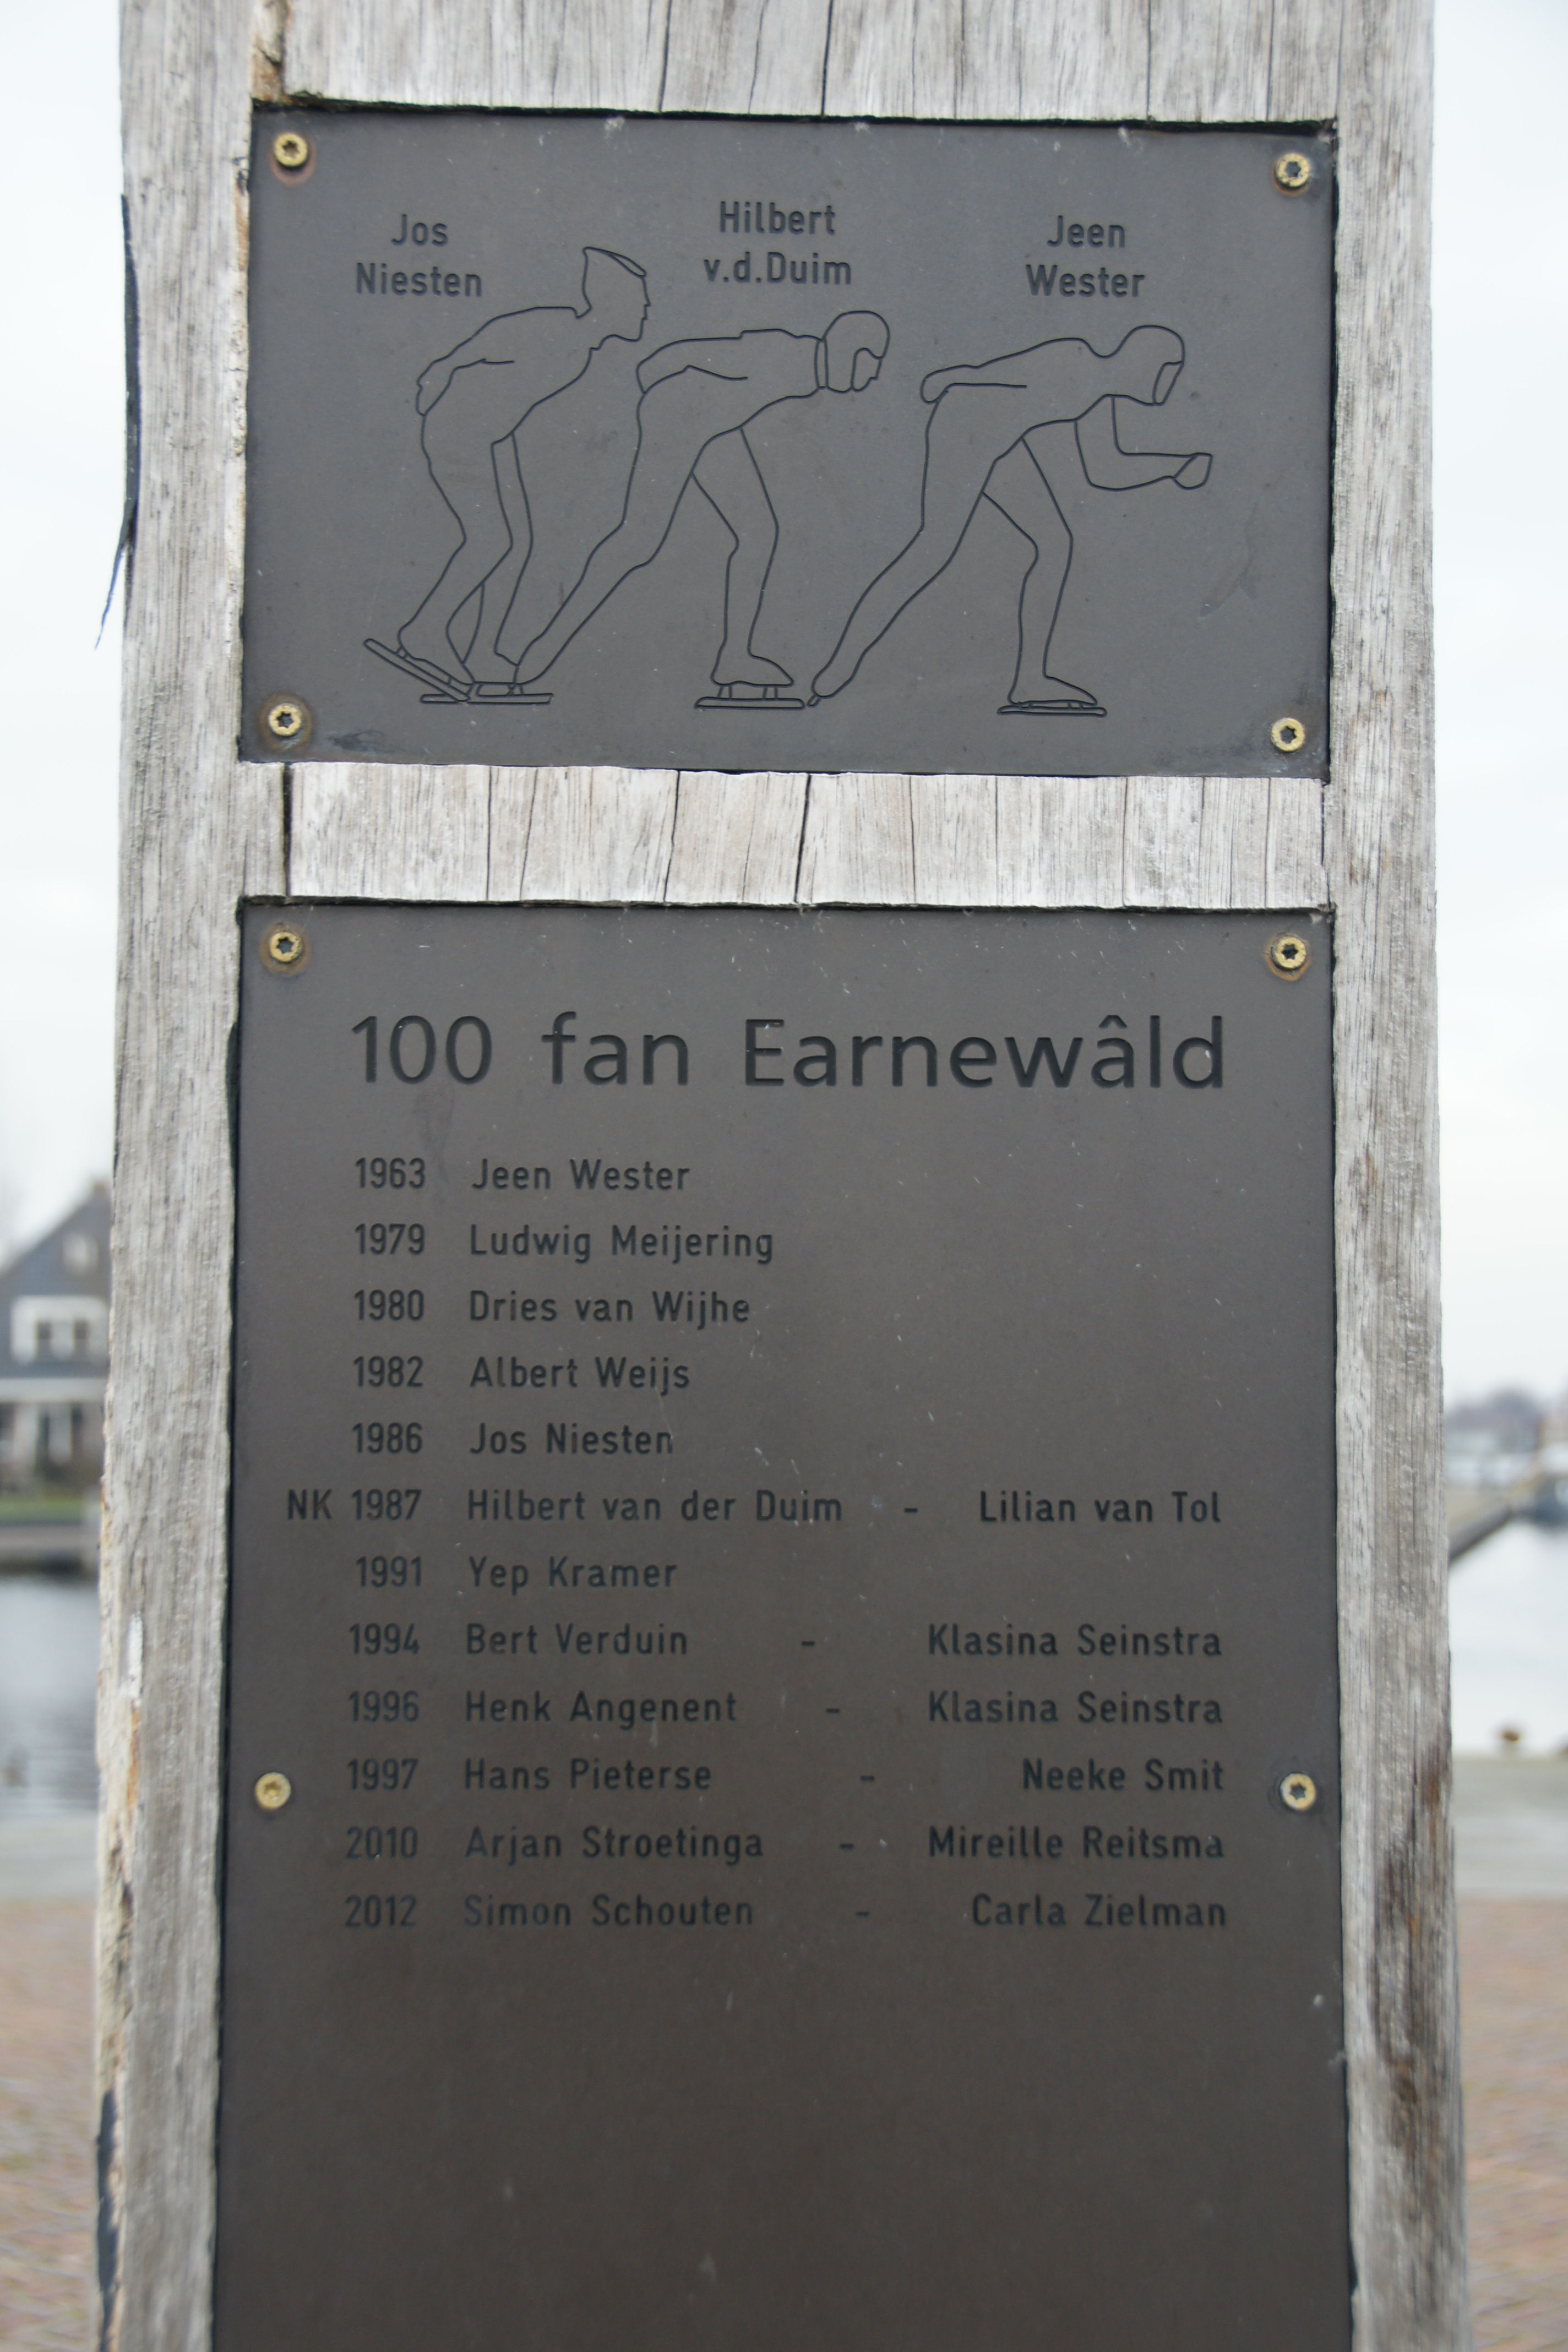 Jos
Niesten
Hilbert
v.d.Duim
Jeen
Wester
100 fan Earnewâld
1963 Jeen Wester
1979 Ludwig Meijering
1980 Dries van Wijhe
1982 Albert Weijs
1986 Jos Niesten
NK 1987 Hilbert van der Duim - Lilian van Tol
1991 Yep Kramer
1994 Bert Verduin - Klasina Seinstra
1996 Henk Angenent - Klasina Seinstra
1997 Hans Pieterse - Neeke Smit
2010 Arjan Stroetinga - Mireille Reitsma
2012 Simon Schouten - Carla Zielman